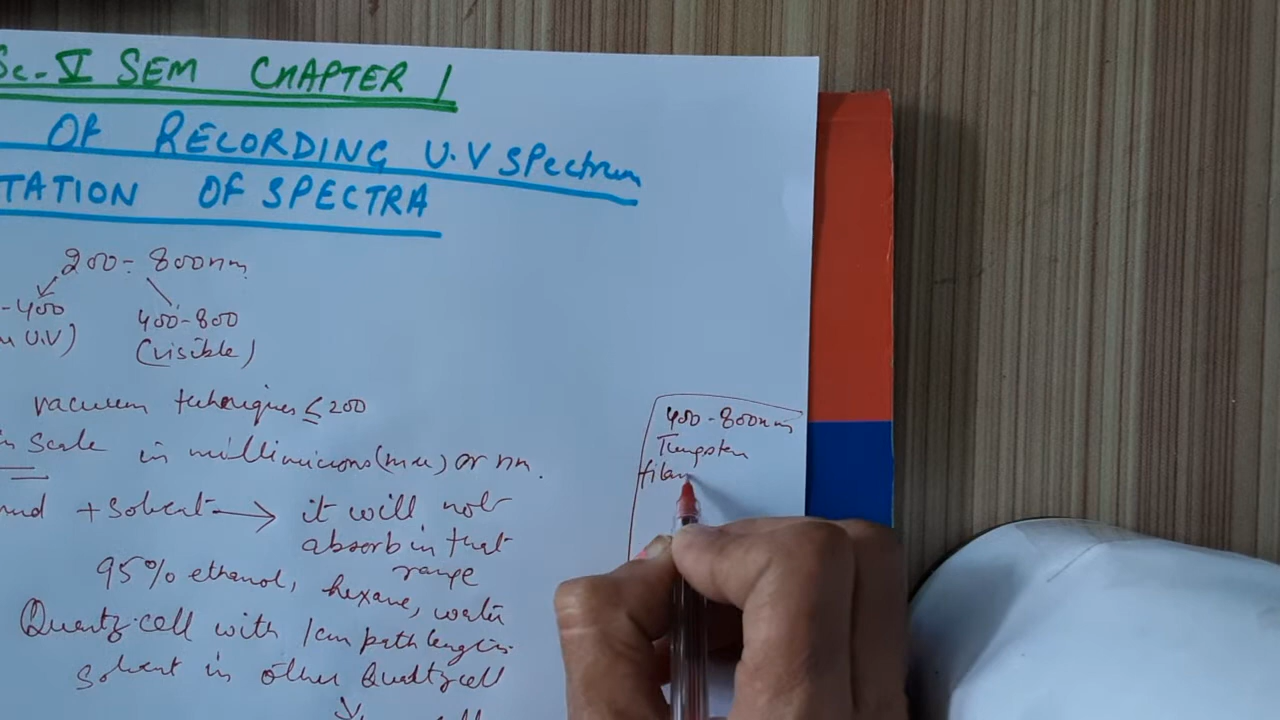 Sc-V SEM CHAPTER 1
OF RECORDING U.V SPectrum
TATION OF SPECTRA
200-800nm
-400 400-800
U.V) (visible)
vacuum techniques ≤ 200
Scale in millimicrons (mu) or nm.
+ solvent → it will not
absorb in that
range
95% ethanol, hexane, water
Quartz cell with 1cm path length
solvent in other Quartz cell
400-800nm
Tungsten
filam